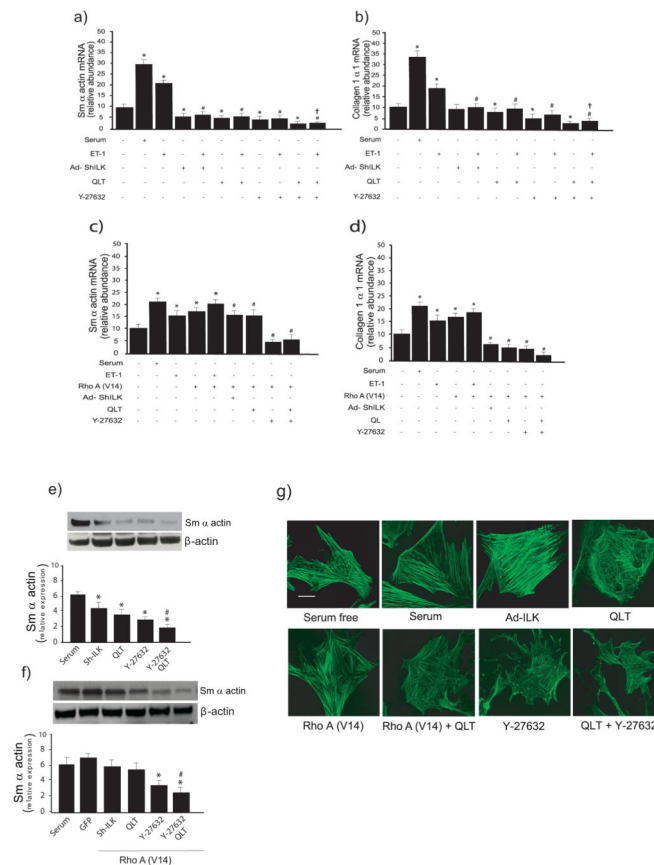 a)
Sm α actin mRNA
(relative abundance)
50
45
40
35
30
25
20
15
10
5
0
* * * # * # * # * † #
Serum - + - - - - - - - - -
ET-1 - - + - + - + - + - +
Ad- ShILK - - - + + - - - - - -
QLT - - - - - + + - - + +
Y-27632 - - - - - - - + + + +
b)
Collagen 1 α 1 mRNA
(relative abundance)
50
45
40
35
30
25
20
15
10
5
0
* * # * # * # * † #
Serum - + - - - - - - - - -
ET-1 - - + - + - + - + - +
Ad- ShILK - - - + + - - - - - -
QLT - - - - - + + - - + +
Y-27632 - - - - - - - + + + +
c)
Sm α actin mRNA
(relative abundance)
50
45
40
35
30
25
20
15
10
5
0
* * * * # # # #
Serum - + - - - - - - -
ET-1 - - + - + - - - -
Rho A (V14) - - - + + + + + +
Ad- ShILK - - - - - + - - -
QLT - - - - - - + - +
Y-27632 - - - - - - - + +
d)
Collagen 1 α 1 mRNA
(relative abundance)
50
45
40
35
30
25
20
15
10
5
0
* * * * # # # #
Serum - + - - - - - - -
ET-1 - - + - + - - - -
Rho A (V14) - - - + + + + + +
Ad- ShILK - - - - - + - - -
QL - - - - - - + - +
Y-27632 - - - - - - - + +
e)
Sm α actin
β-actin
Sm α actin
(relative expression)
8
6
4
2
0
* * * # *
Serum
Sh-ILK
QLT
Y-27632
Y-27632
QLT
f)
Sm α actin
β-actin
Sm α actin
(relative expression)
8
6
4
2
0
* # *
Serum
GFP
Sh-ILK
QLT
Y-27632
Y-27632
QLT
Rho A (V14)
g)
Serum free
Serum
Ad-ILK
QLT
Rho A (V14)
Rho A (V14) + QLT
Y-27632
QLT + Y-27632